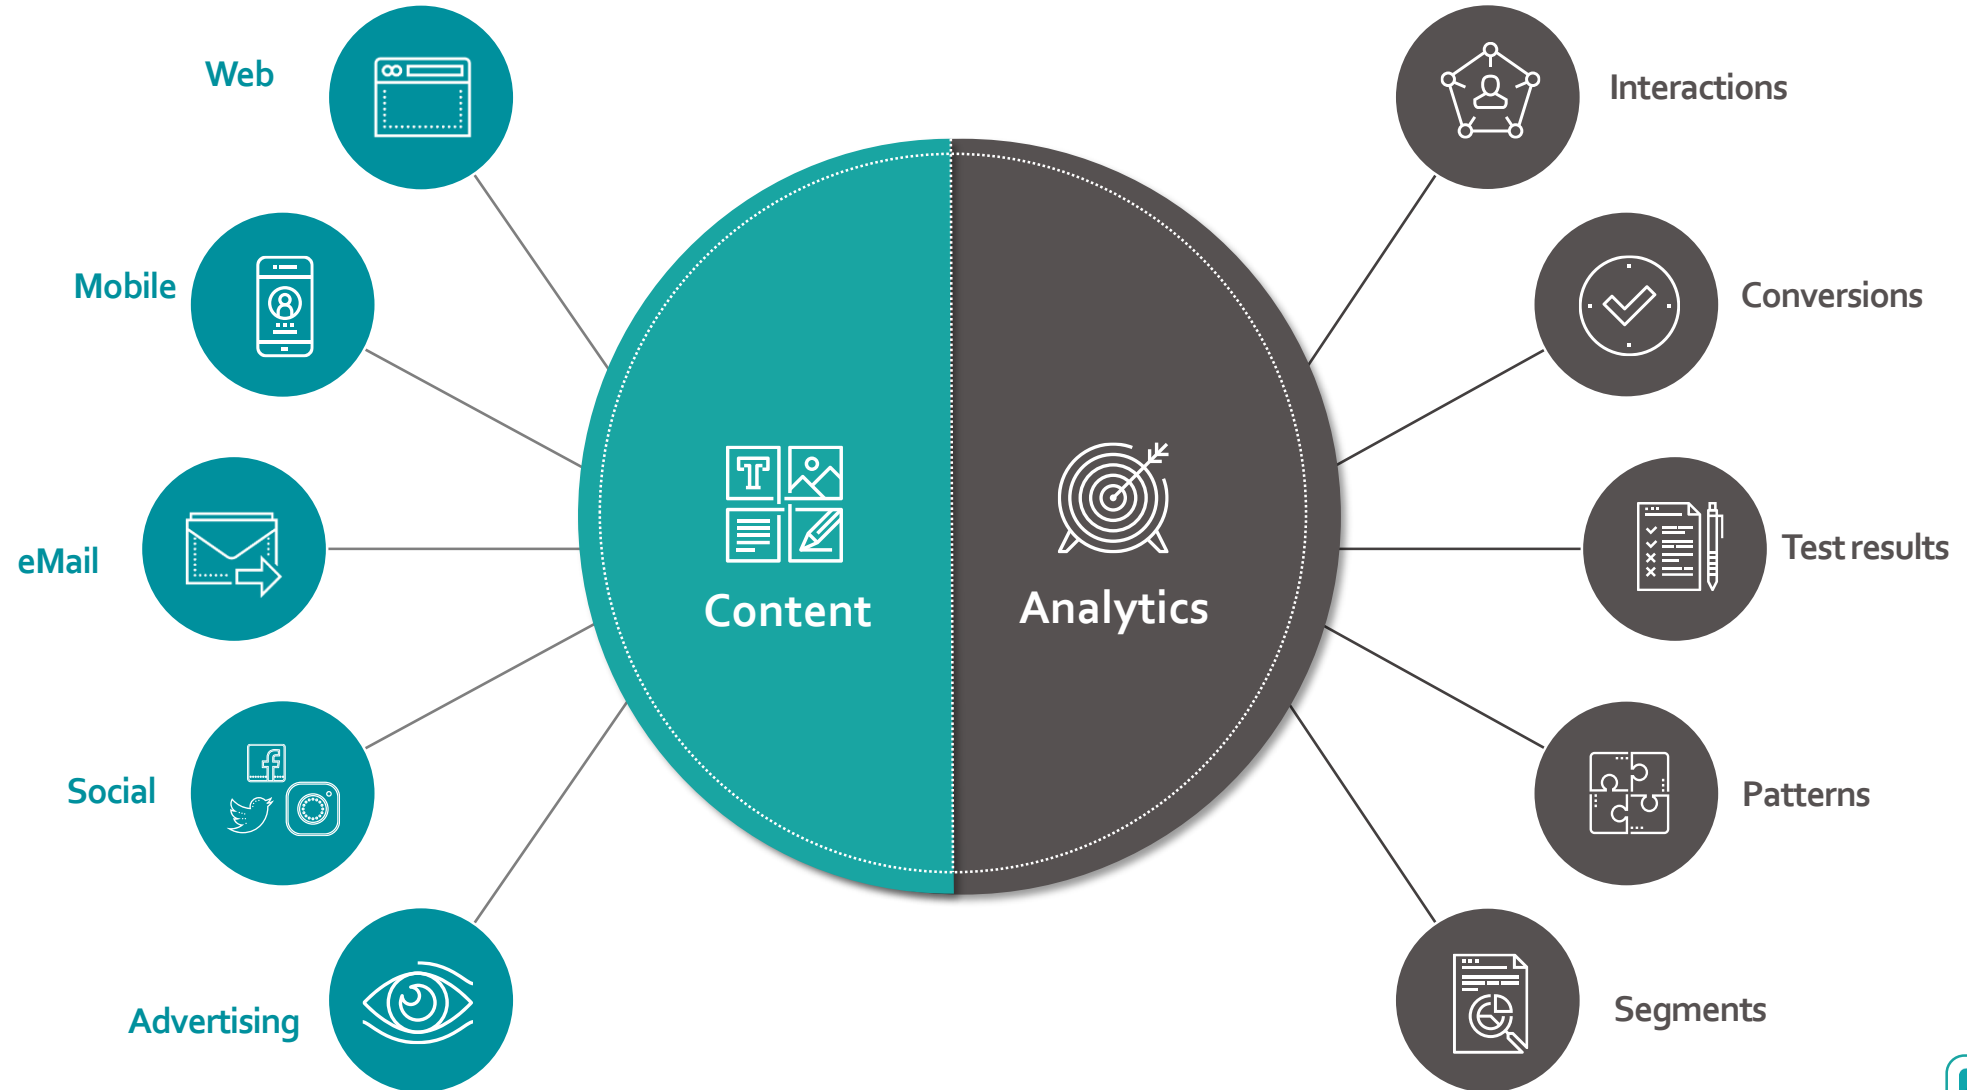 Web
Mobile
eMail
Social
Advertising
T
Content
Analytics
Interactions
Conversions
Test results
Patterns
Segments